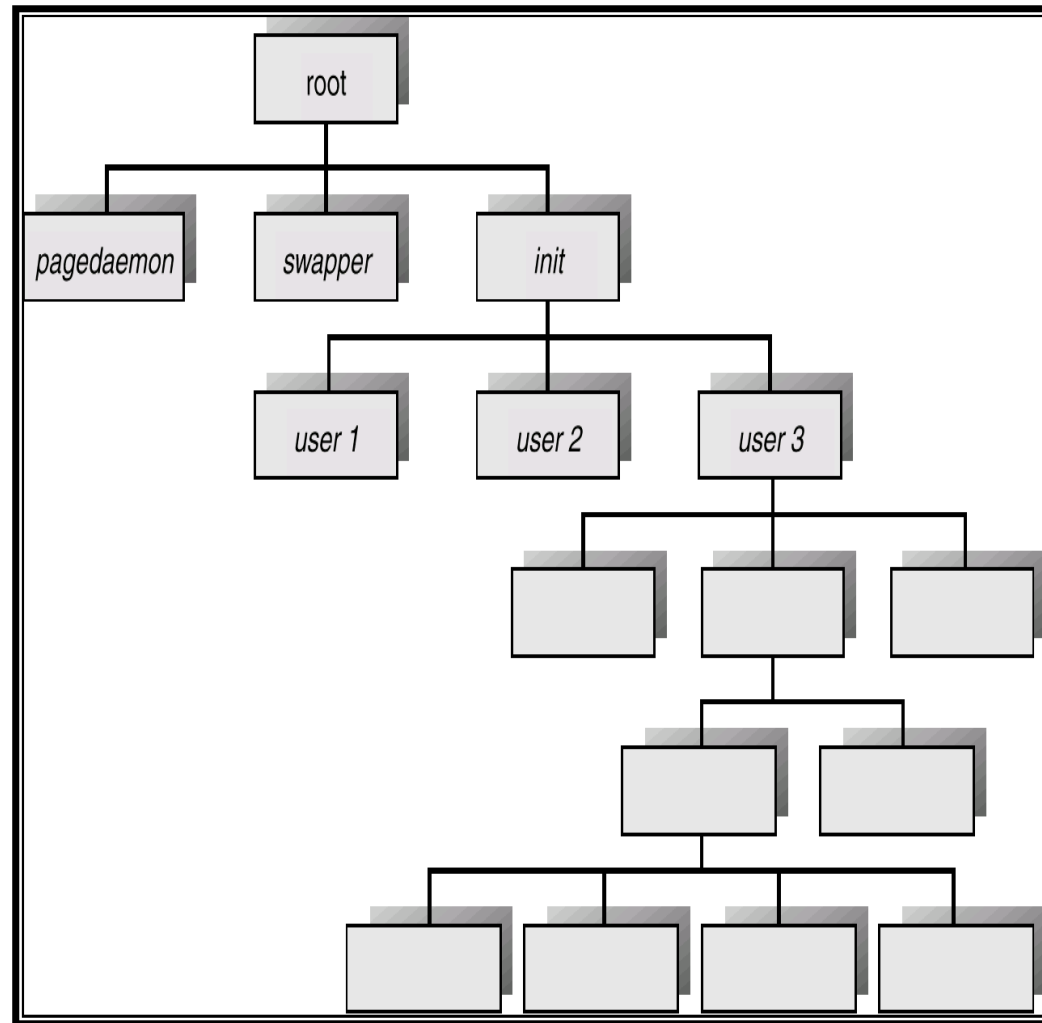 root
pagedaemon
swapper
init
user 1
user 2
user 3